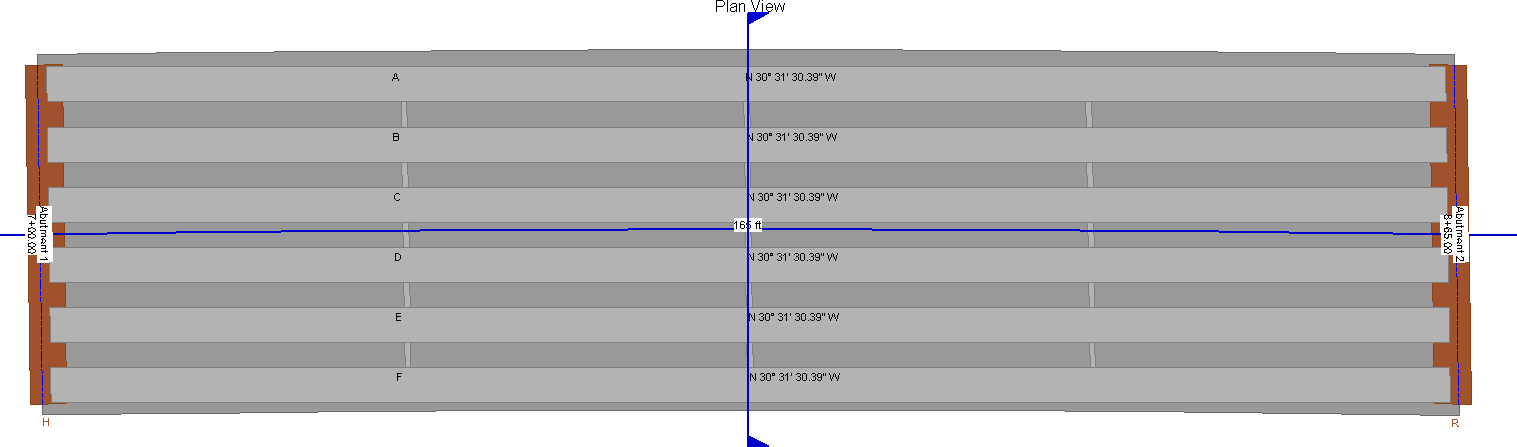 Plan View
A
N 30° 31' 30.39" W
B
N 30° 31' 30.39" W
C
N 30° 31' 30.39" W
Abutment 1
7+00.00
165 ft
Abutment 2
8+65.00
D
N 30° 31' 30.39" W
E
N 30° 31' 30.39" W
F
N 30° 31' 30.39" W
H
R